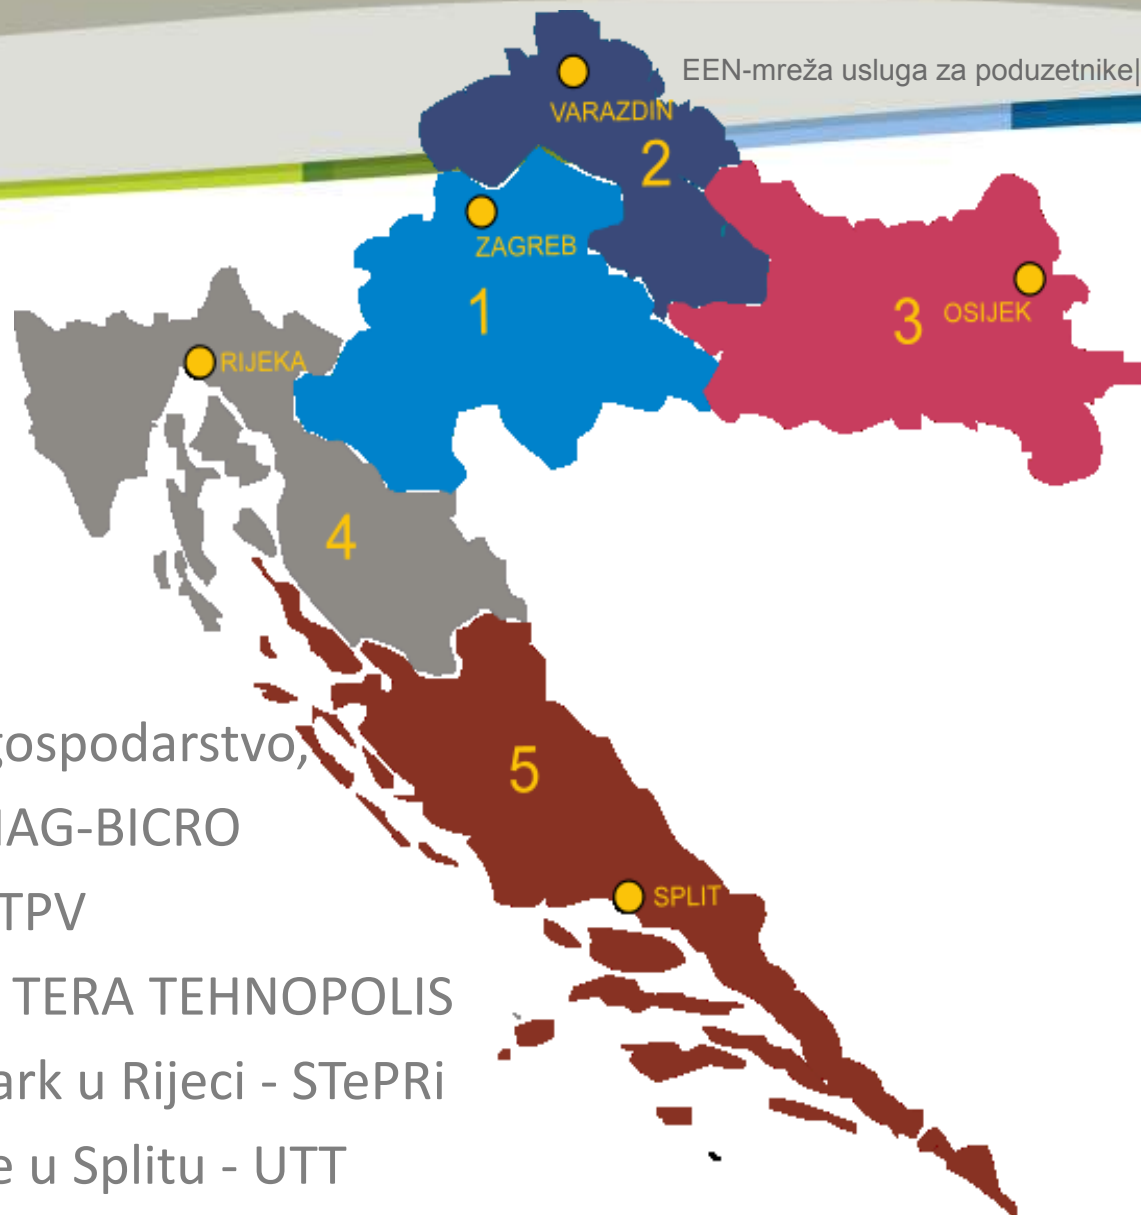 EEN-mreža usluga za poduzetnike|
VARAZDIN
2
ZAGREB
1
3 OSIJEK
RIJEKA
4
gospodarstvo,
5
HAG-BICRO
TPV
SPLIT
TERA TEHNOPOLIS
ark u Rijeci - STePRi
e u Splitu - UTT